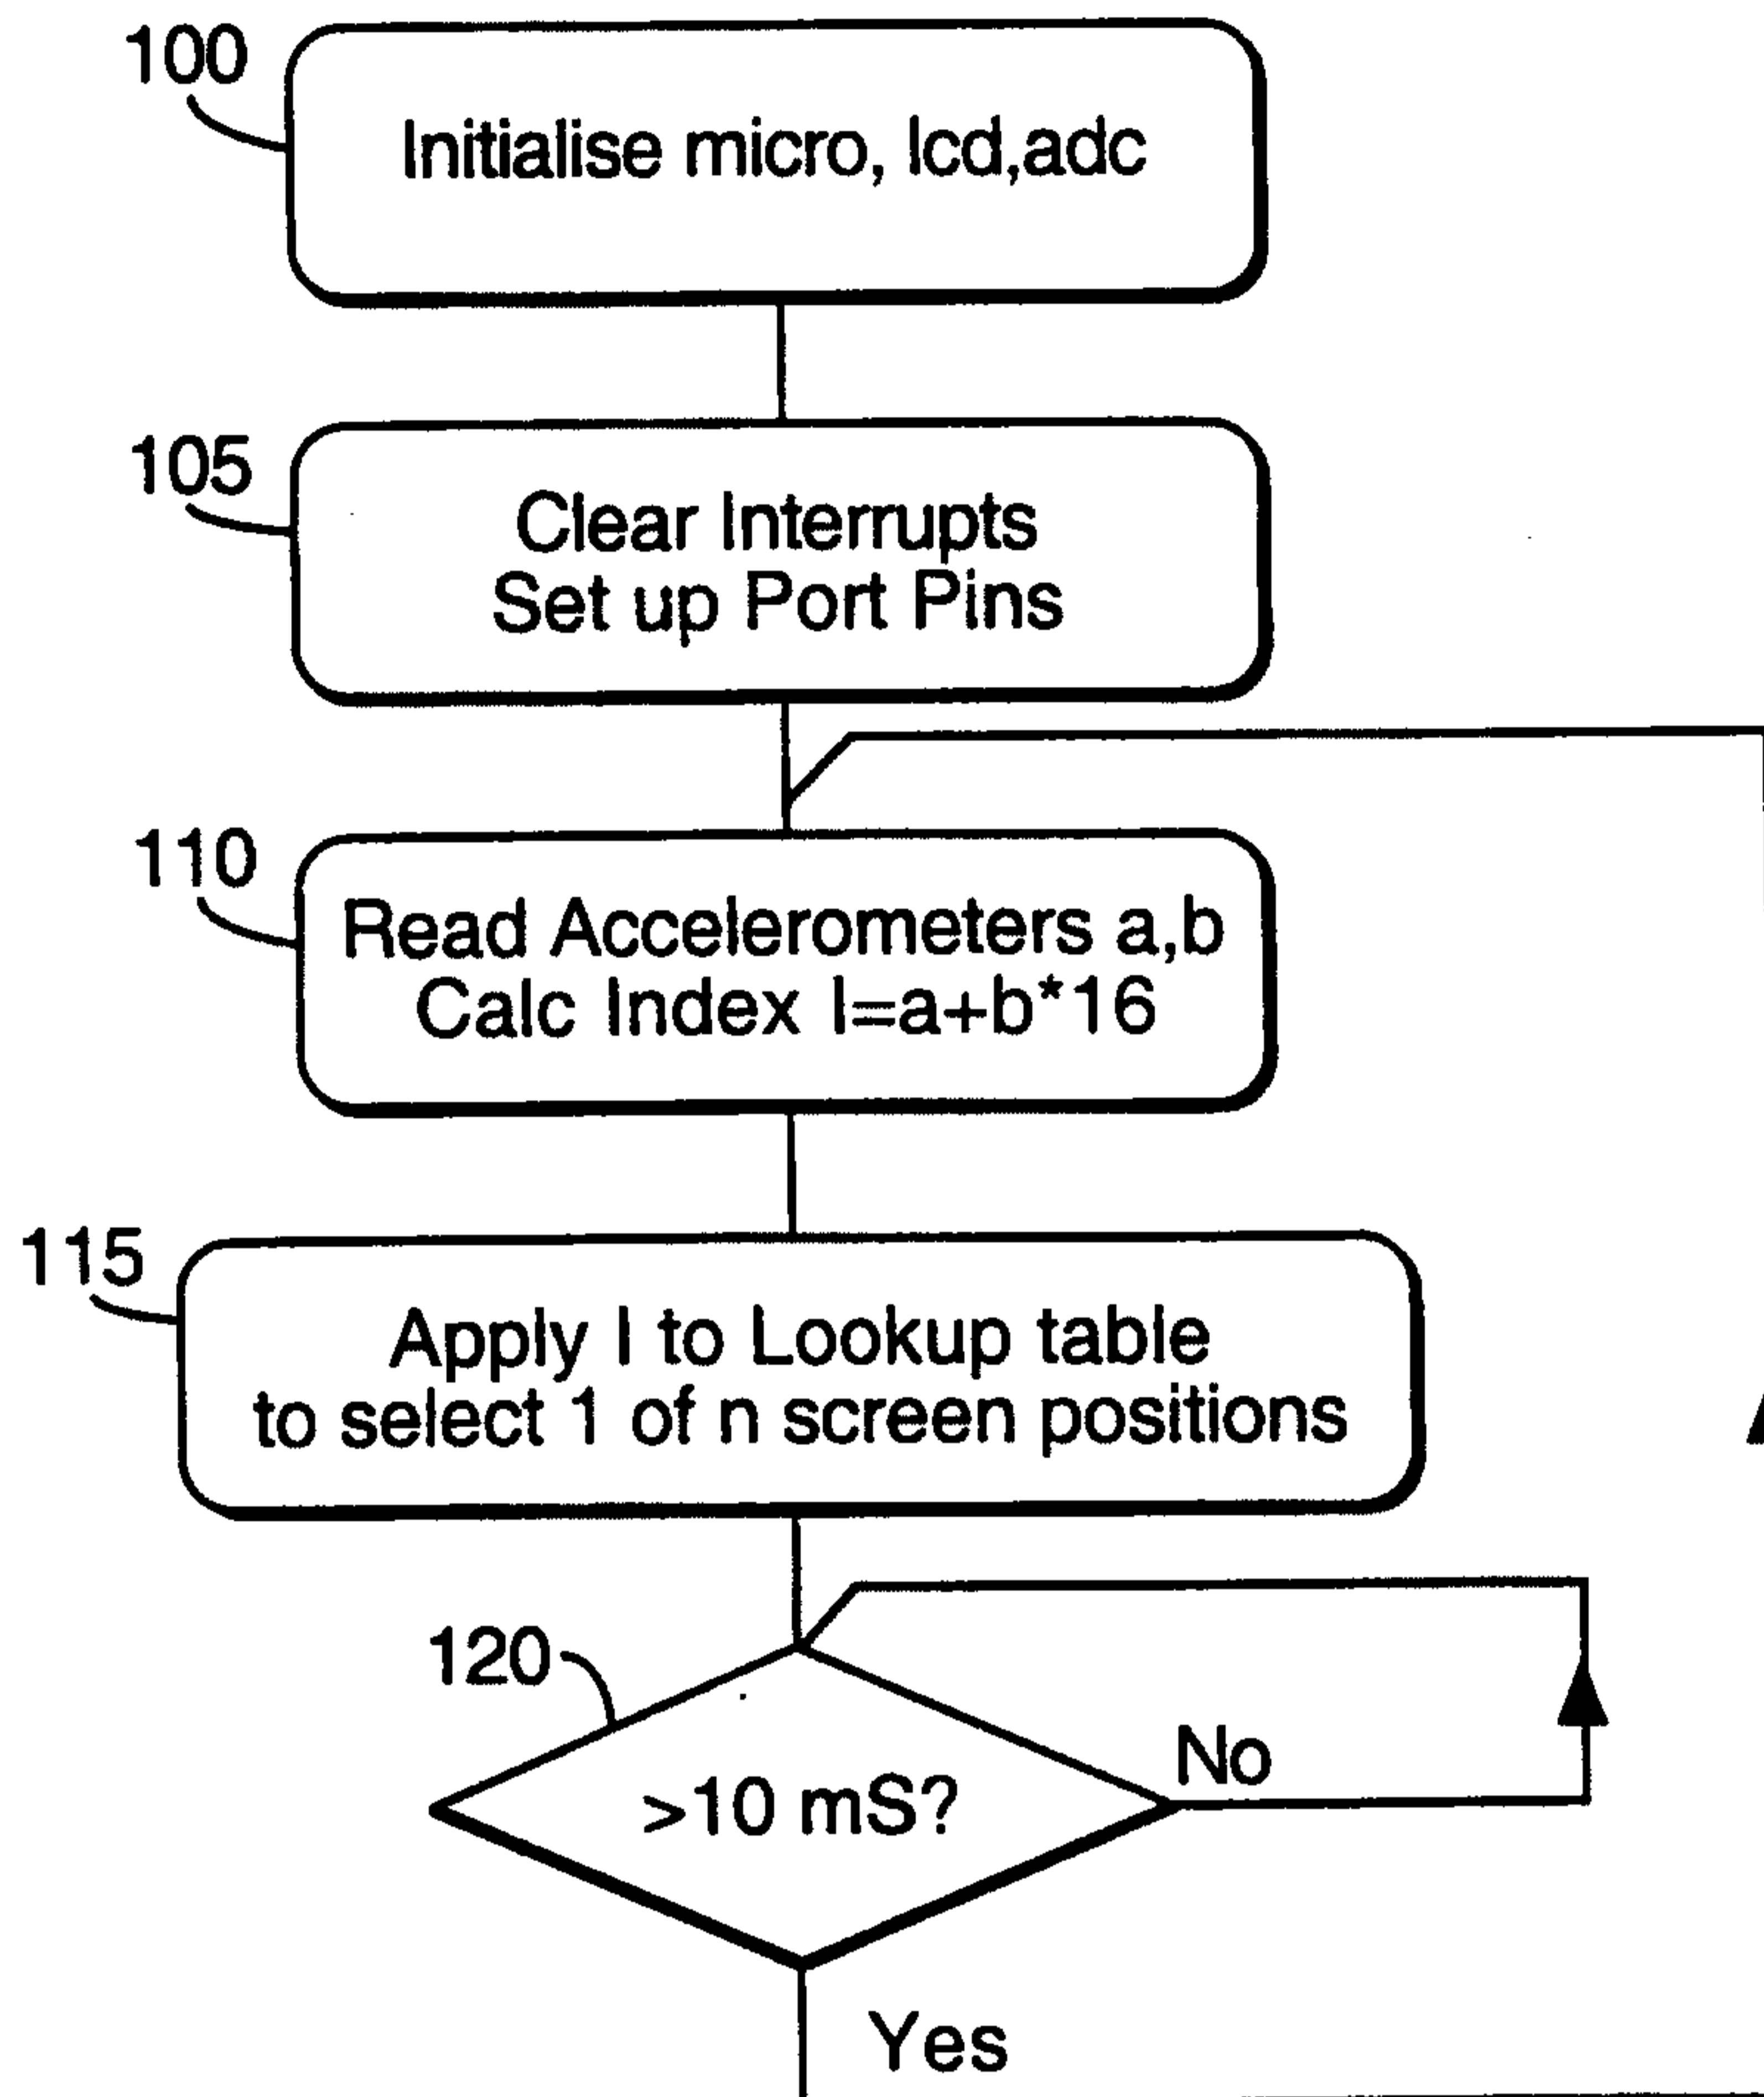 100
Initialise micro, lcd,adc
105
Clear Interrupts
Set up Port Pins
110
Read Accelerometers a,b
Calc Index I=a+b*16
115
Apply I to Lookup table
to select 1 of n screen positions
120
>10 mS?
No
Yes